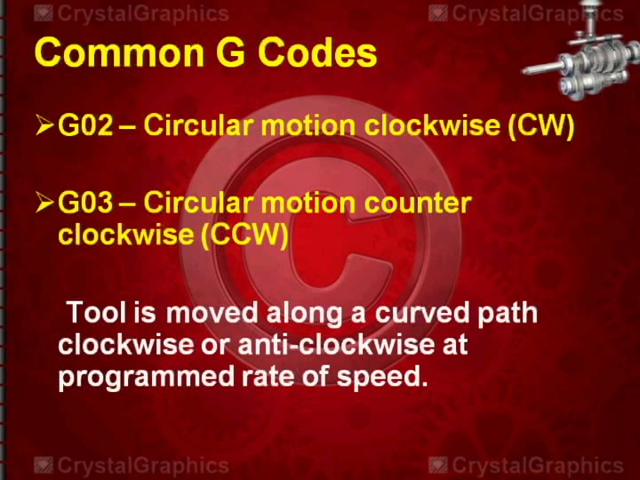 CrystalGraphics CrystalGraphics
Common G Codes
➢G02 – Circular motion clockwise (CW)
➢G03 – Circular motion counter
clockwise (CCW)
Tool is moved along a curved path
clockwise or anti-clockwise at
programmed rate of speed.
CrystalGraphics CrystalGraphics